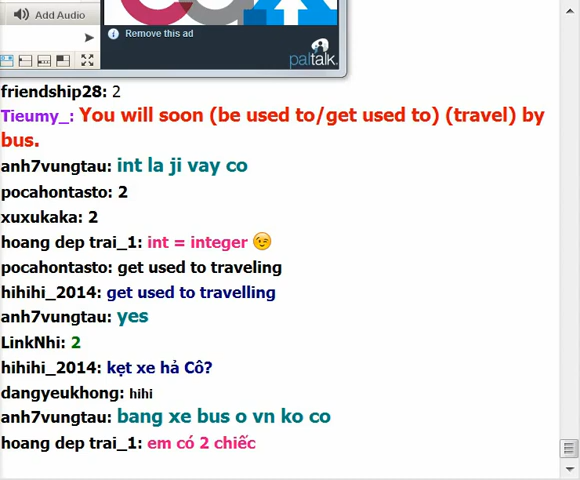 Add Audio
Remove this ad
paltalk
friendship28: 2
Tieumy_: You will soon (be used to/get used to) (travel) by
bus.
anh7vungtau: int la ji vay co
pocahontasto: 2
xuxukaka: 2
hoang dep trai_1: int = integer 😉
pocahontasto: get used to traveling
hihihi_2014: get used to travelling
anh7vungtau: yes
LinkNhi: 2
hihihi_2014: kẹt xe hả Cô?
dangyeukhong: hihi
anh7vungtau: bang xe bus o vn ko co
hoang dep trai_1: em có 2 chiếc